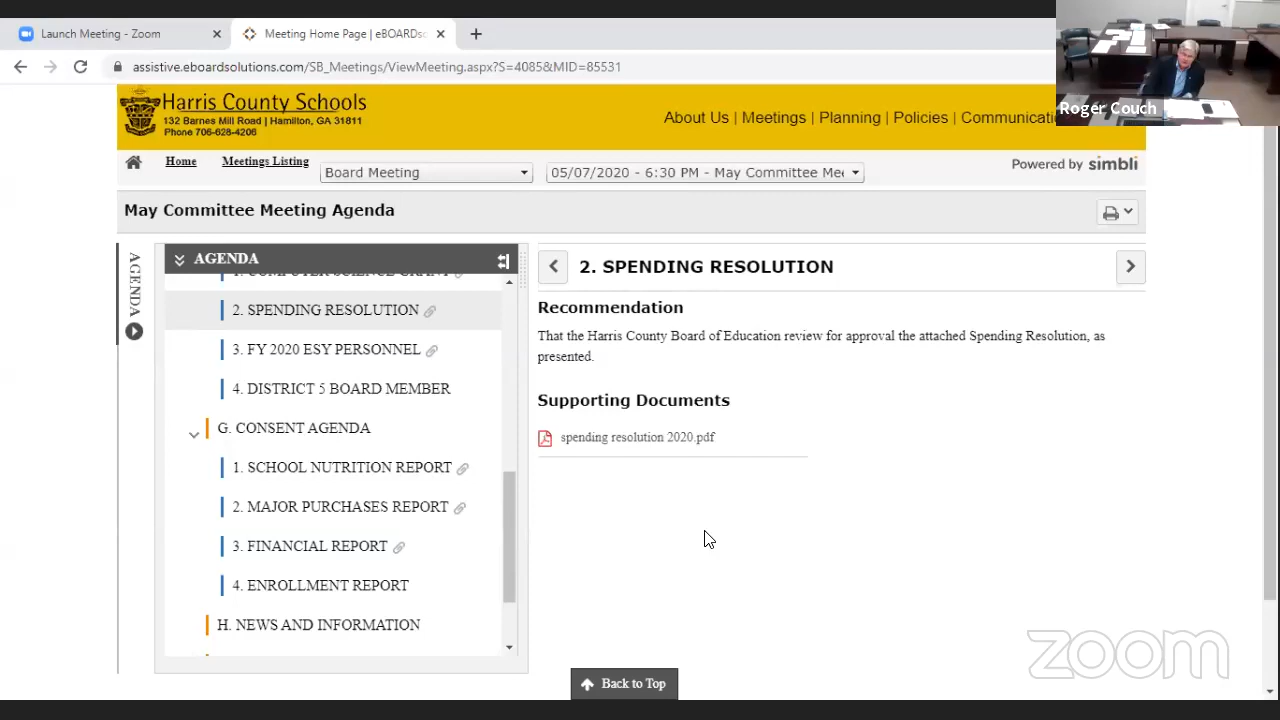 Launch Meeting - Zoom
Meeting Home Page | eBOARDsc
assistive.eboardsolutions.com/SB_Meetings/ViewMeeting.aspx?S=4085&MID=85531
Roger Couch
Harris County Schools
132 Barnes Mill Road | Hamilton, GA 31811
Phone 706-628-4206
About Us | Meetings | Planning | Policies | Communicatio
Home
Meetings Listing
Board Meeting
05/07/2020 - 6:30 PM - May Committee Mee
Powered by simbli
May Committee Meeting Agenda
AGENDA
AGENDA
1. COMPUTER SCIENCE GRANT
2. SPENDING RESOLUTION
3. FY 2020 ESY PERSONNEL
4. DISTRICT 5 BOARD MEMBER
G. CONSENT AGENDA
1. SCHOOL NUTRITION REPORT
2. MAJOR PURCHASES REPORT
3. FINANCIAL REPORT
4. ENROLLMENT REPORT
H. NEWS AND INFORMATION
2. SPENDING RESOLUTION
Recommendation
That the Harris County Board of Education review for approval the attached Spending Resolution, as
presented.
Supporting Documents
spending resolution 2020.pdf
Back to Top
zoom